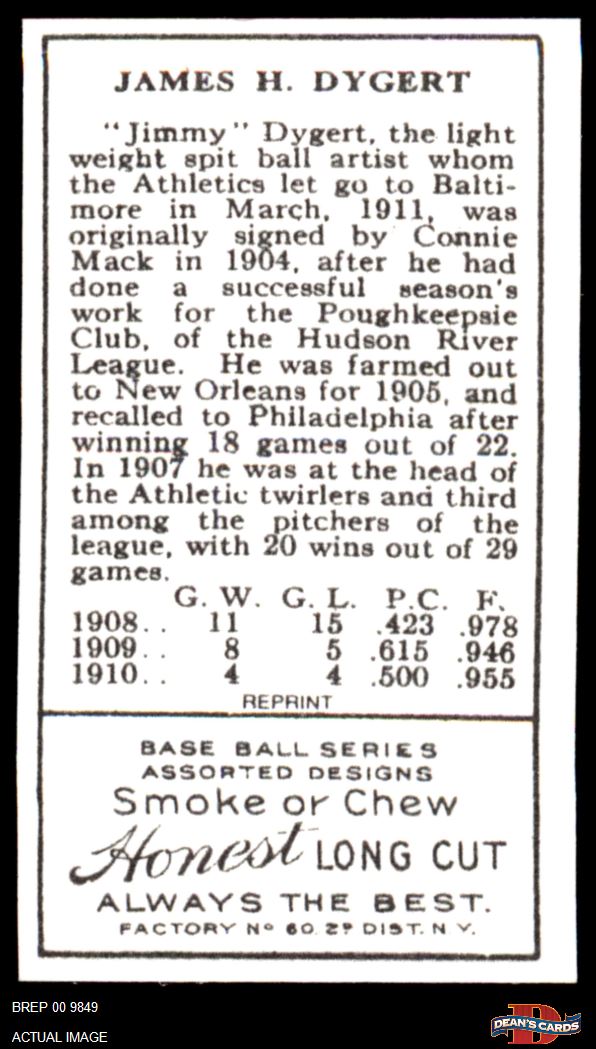 JAMES H. DYGERT
"Jimmy" Dygert, the light
weight spit ball artist whom
the Athletics let go to Balti-
more in March, 1911, was
originally signed by Connie
Mack in 1904, after he had
done a successful season's
work for the Poughkeepsie
Club, of the Hudson River
League. He was farmed out
to New Orleans for 1905, and
recalled to Philadelphia after
winning 18 games out of 22.
In 1907 he was at the head of
the Athletic twirlers and third
among the pitchers of the
league, with 20 wins out of 29
games.
G. W. G. L. P.C. F.
1908.. 11 15 .423 .978
1909.. 8 5 .615 .946
1910.. 4 4 .500 .955
REPRINT
BASE BALL SERIES
ASSORTED DESIGNS
Smoke or Chew
Honest LONG CUT
ALWAYS THE BEST.
FACTORY Nº 60. 2º DIST. N.Y.
BREP 00 9849
ACTUAL IMAGE
D
DEAN'S CARDS